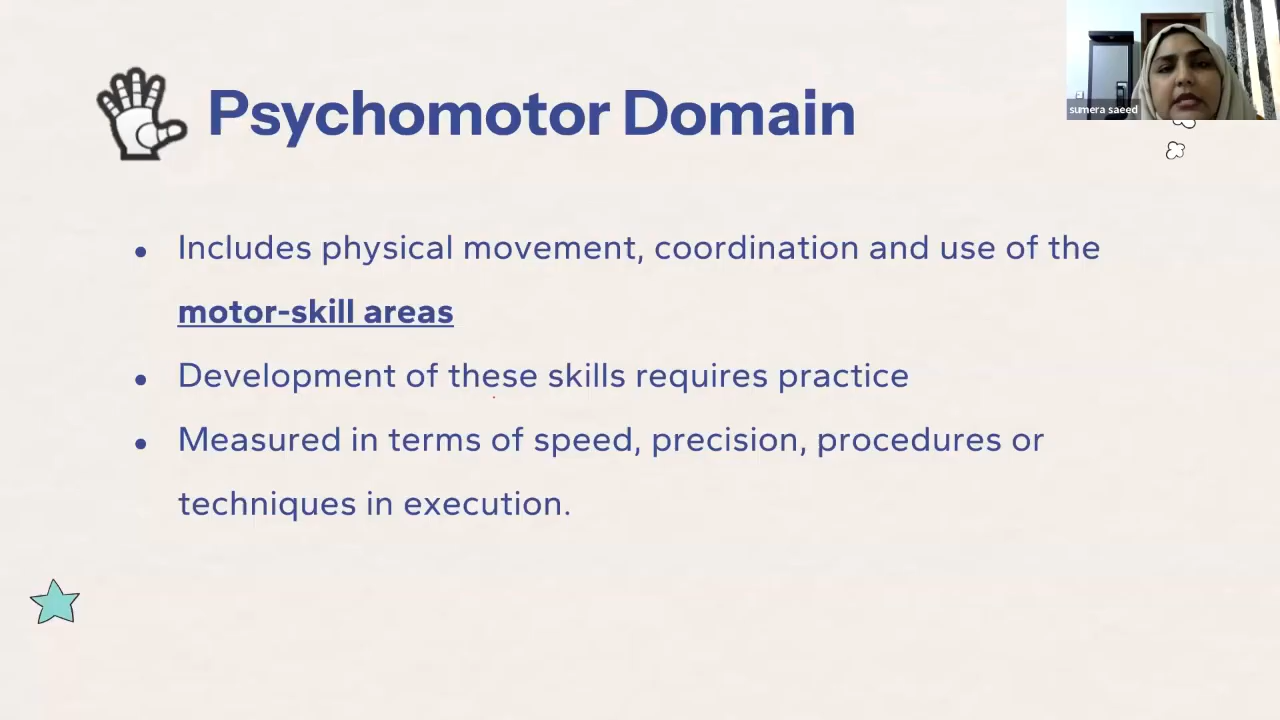 Psychomotor Domain
sumera saeed
• Includes physical movement, coordination and use of the
motor-skill areas
• Development of these skills requires practice
• Measured in terms of speed, precision, procedures or
techniques in execution.